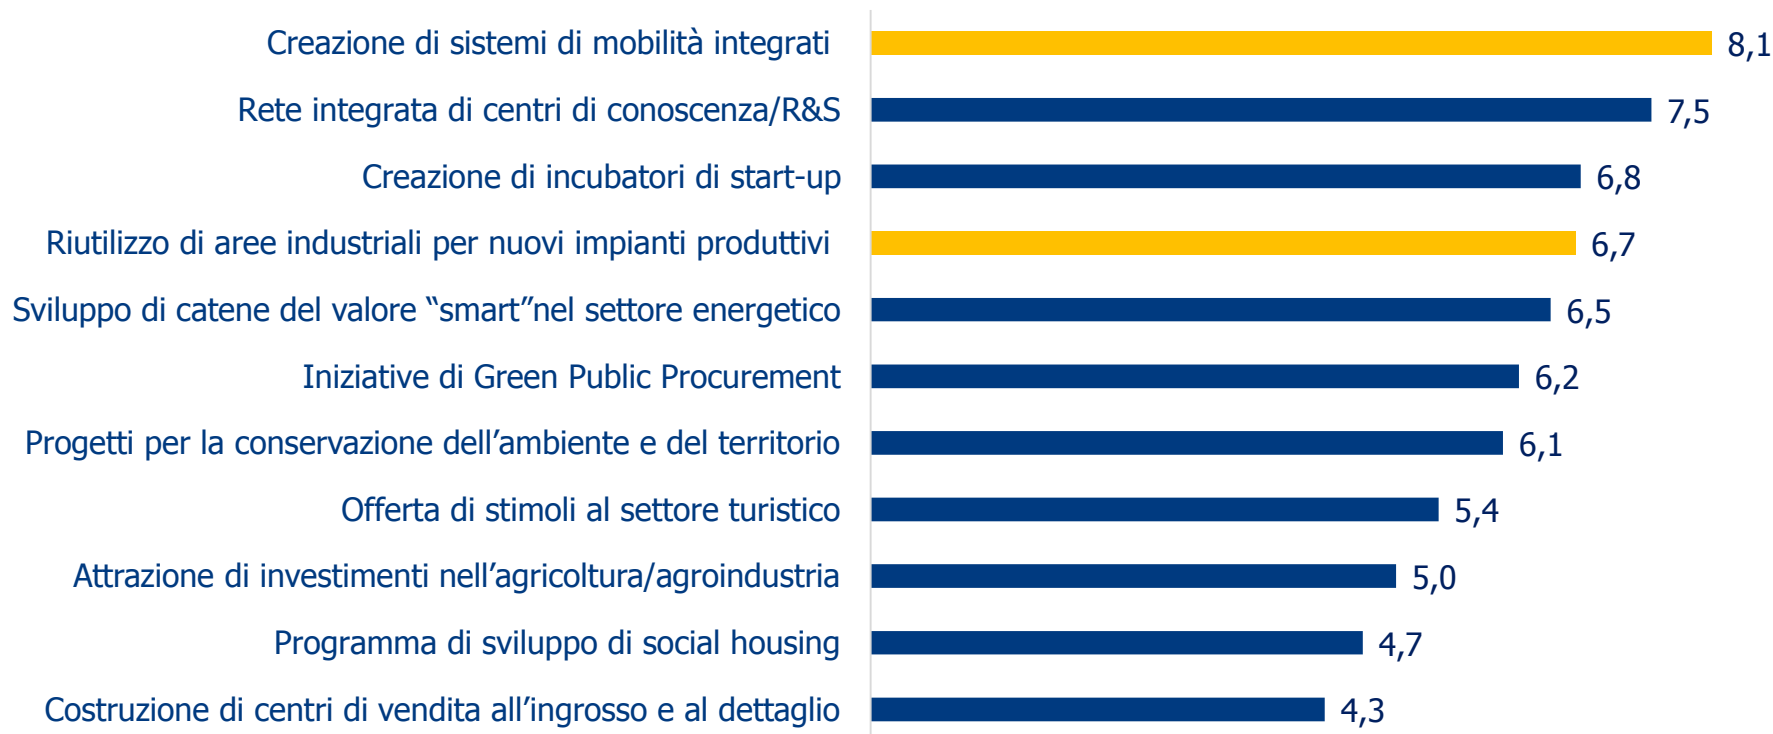 Creazione di sistemi di mobilità integrati 8,1
Rete integrata di centri di conoscenza/R&S 7,5
Creazione di incubatori di start-up 6,8
Riutilizzo di aree industriali per nuovi impianti produttivi 6,7
Sviluppo di catene del valore “smart”nel settore energetico 6,5
Iniziative di Green Public Procurement 6,2
Progetti per la conservazione dell’ambiente e del territorio 6,1
Offerta di stimoli al settore turistico 5,4
Attrazione di investimenti nell’agricoltura/agroindustria 5,0
Programma di sviluppo di social housing 4,7
Costruzione di centri di vendita all’ingrosso e al dettaglio 4,3